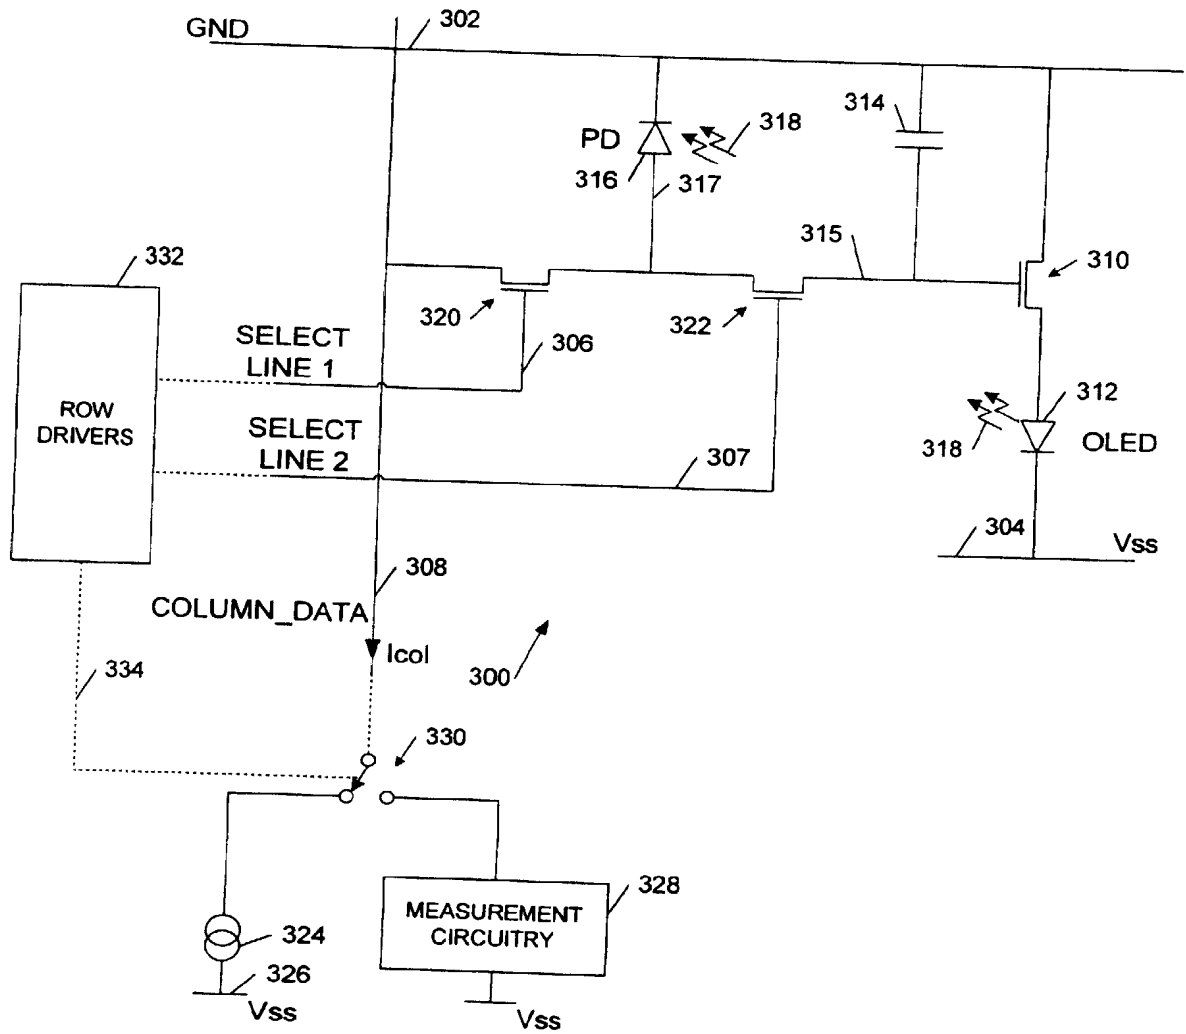 GND
302
314
PD
318
316
317
332
315
310
320
322
SELECT
LINE 1
306
ROW
DRIVERS
SELECT
LINE 2
312
318
OLED
307
304
Vss
308
COLUMN_DATA
Icol
334
300
330
328
MEASUREMENT
CIRCUITRY
324
326
Vss
Vss